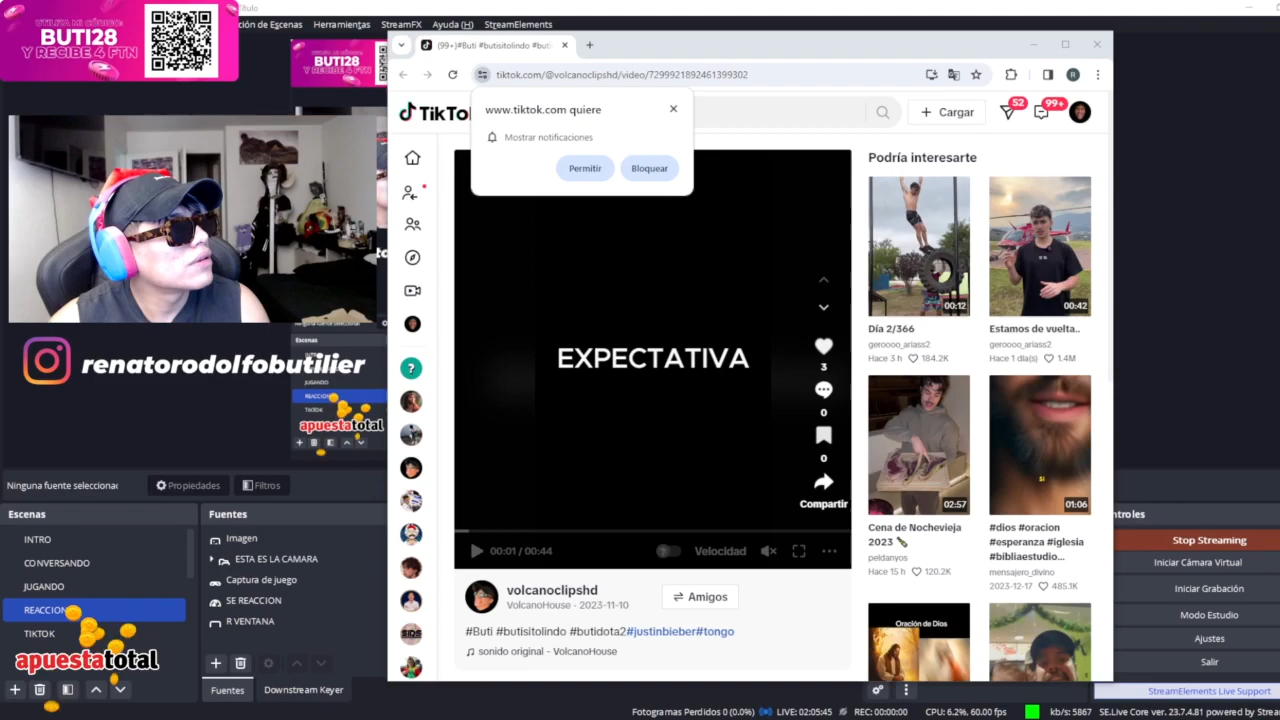 UTILIZA MI CÓDIGO:
BUTI28
Y RECIBE 4 FTN
Título
ción de Escenas
Herramientas
StreamFX
Ayuda (H)
StreamElements
BUTI28
(99+)#Buti #butisitolindo #buti
tiktok.com/@volcanoclipshd/video/7299921892461399302
www.tiktok.com quiere
Mostrar notificaciones
Permitir
Bloquear
TikTo
Cargar
52
99+
EXPECTATIVA
3
0
0
Compartir
00:01 / 00:44
Velocidad
volcanoclipshd
VolcanoHouse - 2023-11-10
Amigos
#Buti #butisitolindo #butidota2#justinbieber#tongo
sonido original - VolcanoHouse
Podría interesarte
00:12
Día 2/366
geroooo_ariass2
Hace 3 h 184.2K
00:42
Estamos de vuelta..
geroooo_ariass2
Hace 1 día(s) 1.4M
02:57
Cena de Nochevieja
2023
peldanyos
Hace 15 h 120.2K
SI
01:06
#dios #oracion
#esperanza #iglesia
#bibliaestudio...
mensajero_divino
2023-12-17 485.1K
Oración de Dios
renatorodolfobutilier
Escenas
JUGANDO
REACCION
TIKTOK
apuestatotal
Ninguna fuente seleccionac
Propiedades
Filtros
Escenas
INTRO
CONVERSANDO
JUGANDO
REACCION
TIKTOK
apuestatotal
Fuentes
Imagen
ESTA ES LA CAMARA
Captura de juego
SE REACCION
R VENTANA
Fuentes
Downstream Keyer
ntroles
Stop Streaming
Iniciar Cámara Virtual
Iniciar Grabación
Modo Estudio
Ajustes
Salir
StreamElements Live Support
Fotogramas Perdidos 0 (0.0%)
LIVE: 02:05:45
REC: 00:00:00
CPU: 6.2%, 60.00 fps
kb/s: 5867
SE.Live Core ver. 23.7.4.81 powered by Strea